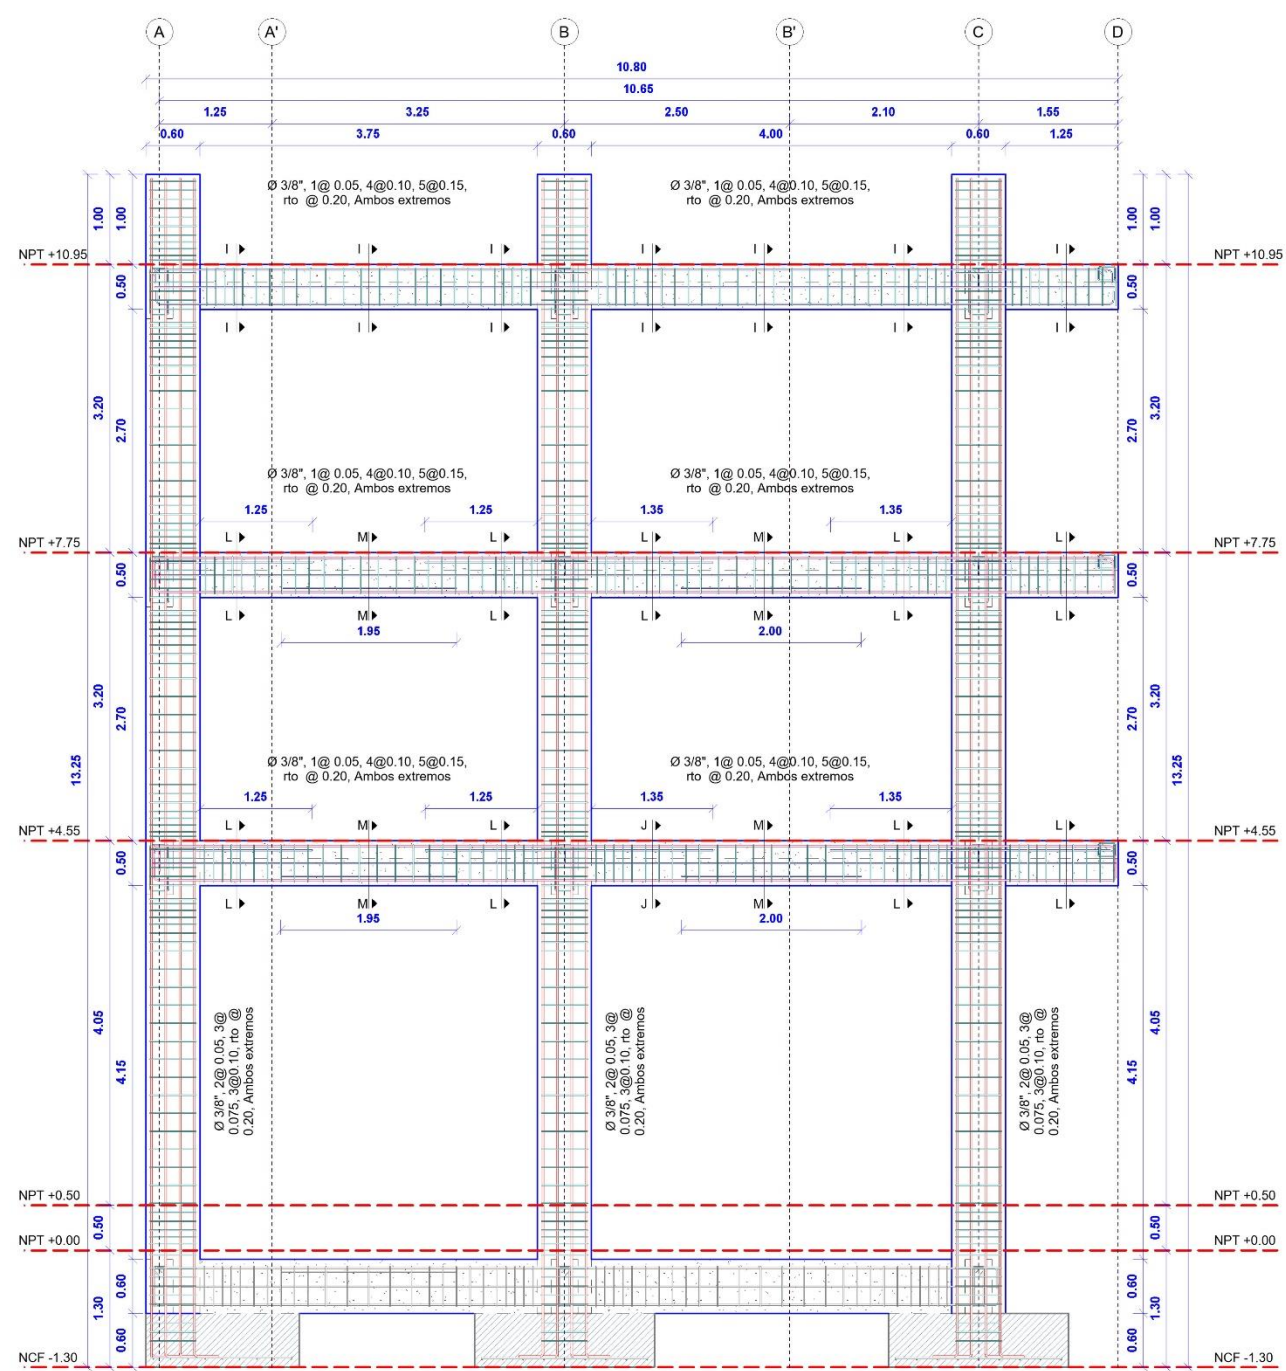 A A' B B' C D
10.80
10.65
1.25 3.25 2.50 2.10 1.55
0.60 3.75 0.60 4.00 0.60 1.25
Ø 3/8", 1@ 0.05, 4@0.10, 5@0.15,
rto @ 0.20, Ambos extremos
Ø 3/8", 1@ 0.05, 4@0.10, 5@0.15,
rto @ 0.20, Ambos extremos
1.00 1.00 1.00 1.00
I I I I I I I
NPT +10.95 NPT +10.95
0.50 0.50
I I I I I I I
3.20 2.70 2.70 3.20
Ø 3/8", 1@ 0.05, 4@0.10, 5@0.15,
rto @ 0.20, Ambos extremos
Ø 3/8", 1@ 0.05, 4@0.10, 5@0.15,
rto @ 0.20, Ambos extremos
1.25 1.25 1.35 1.35
L M L L M L L
NPT +7.75 NPT +7.75
0.50 0.50
L M L L M L L
1.95 2.00
3.20 2.70 2.70 3.20
13.25 13.25
Ø 3/8", 1@ 0.05, 4@0.10, 5@0.15,
rto @ 0.20, Ambos extremos
Ø 3/8", 1@ 0.05, 4@0.10, 5@0.15,
rto @ 0.20, Ambos extremos
1.25 1.25 1.35 1.35
L M L J M L L
NPT +4.55 NPT +4.55
0.50 0.50
L M L J M L L
1.95 2.00
4.05 4.15 4.15 4.05
Ø 3/8", 2@ 0.05, 3@
0.075, 3@0.10, rto @
0.20, Ambos extremos
Ø 3/8", 2@ 0.05, 3@
0.075, 3@0.10, rto @
0.20, Ambos extremos
Ø 3/8", 2@ 0.05, 3@
0.075, 3@0.10, rto @
0.20, Ambos extremos
NPT +0.50 NPT +0.50
0.50 0.50
NPT +0.00 NPT +0.00
0.60 0.60
1.30 1.30
0.60 0.60
NCF -1.30 NCF -1.30